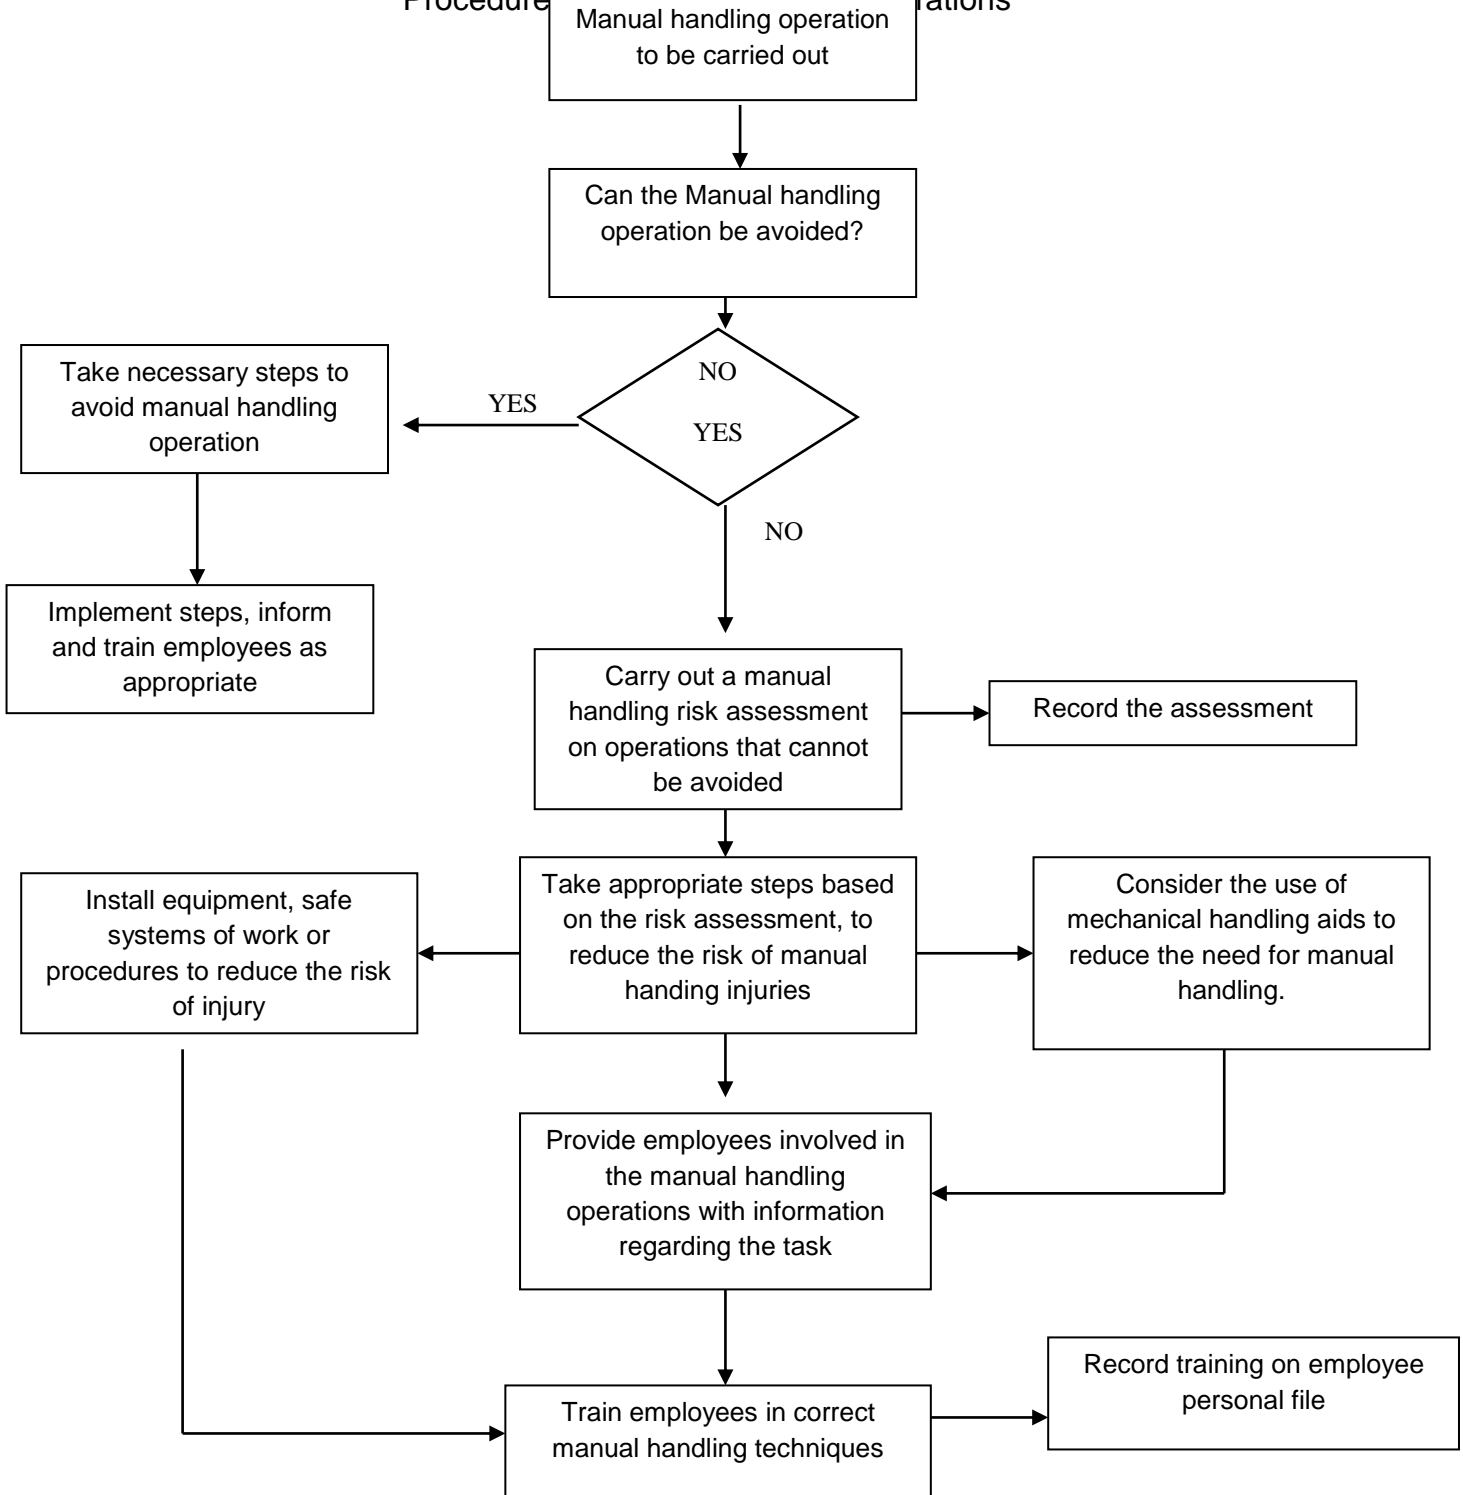 Procedure
Manual handling operation
to be carried out
Can the Manual handling
operation be avoided?
NO
YES
YES
NO
Take necessary steps to
avoid manual handling
operation
Implement steps, inform
and train employees as
appropriate
Carry out a manual
handling risk assessment
on operations that cannot
be avoided
Record the assessment
Install equipment, safe
systems of work or
procedures to reduce the risk
of injury
Take appropriate steps based
on the risk assessment, to
reduce the risk of manual
handing injuries
Consider the use of
mechanical handling aids to
reduce the need for manual
handling.
Provide employees involved in
the manual handling
operations with information
regarding the task
Train employees in correct
manual handling techniques
Record training on employee
personal file